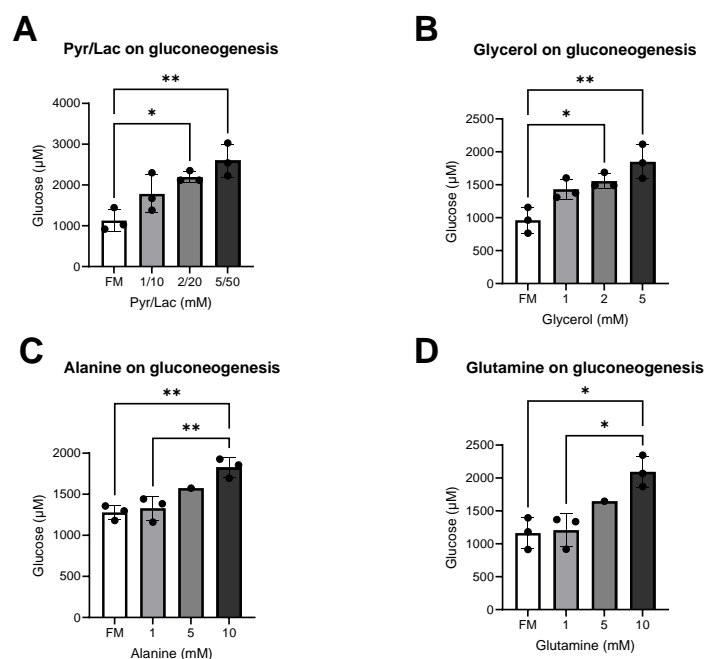 A
Pyr/Lac on gluconeogenesis
**
*
4000
3000
2000
1000
0
Glucose (µM)
FM 1/10 2/20 5/50
Pyr/Lac (mM)
B
Glycerol on gluconeogenesis
**
*
2500
2000
1500
1000
500
0
Glucose (µM)
FM 1 2 5
Glycerol (mM)
C
Alanine on gluconeogenesis
**
**
2000
1500
1000
500
0
Glucose (µM)
FM 1 5 10
Alanine (mM)
D
Glutamine on gluconeogenesis
*
*
2500
2000
1500
1000
500
0
Glucose (µM)
FM 1 5 10
Glutamine (mM)